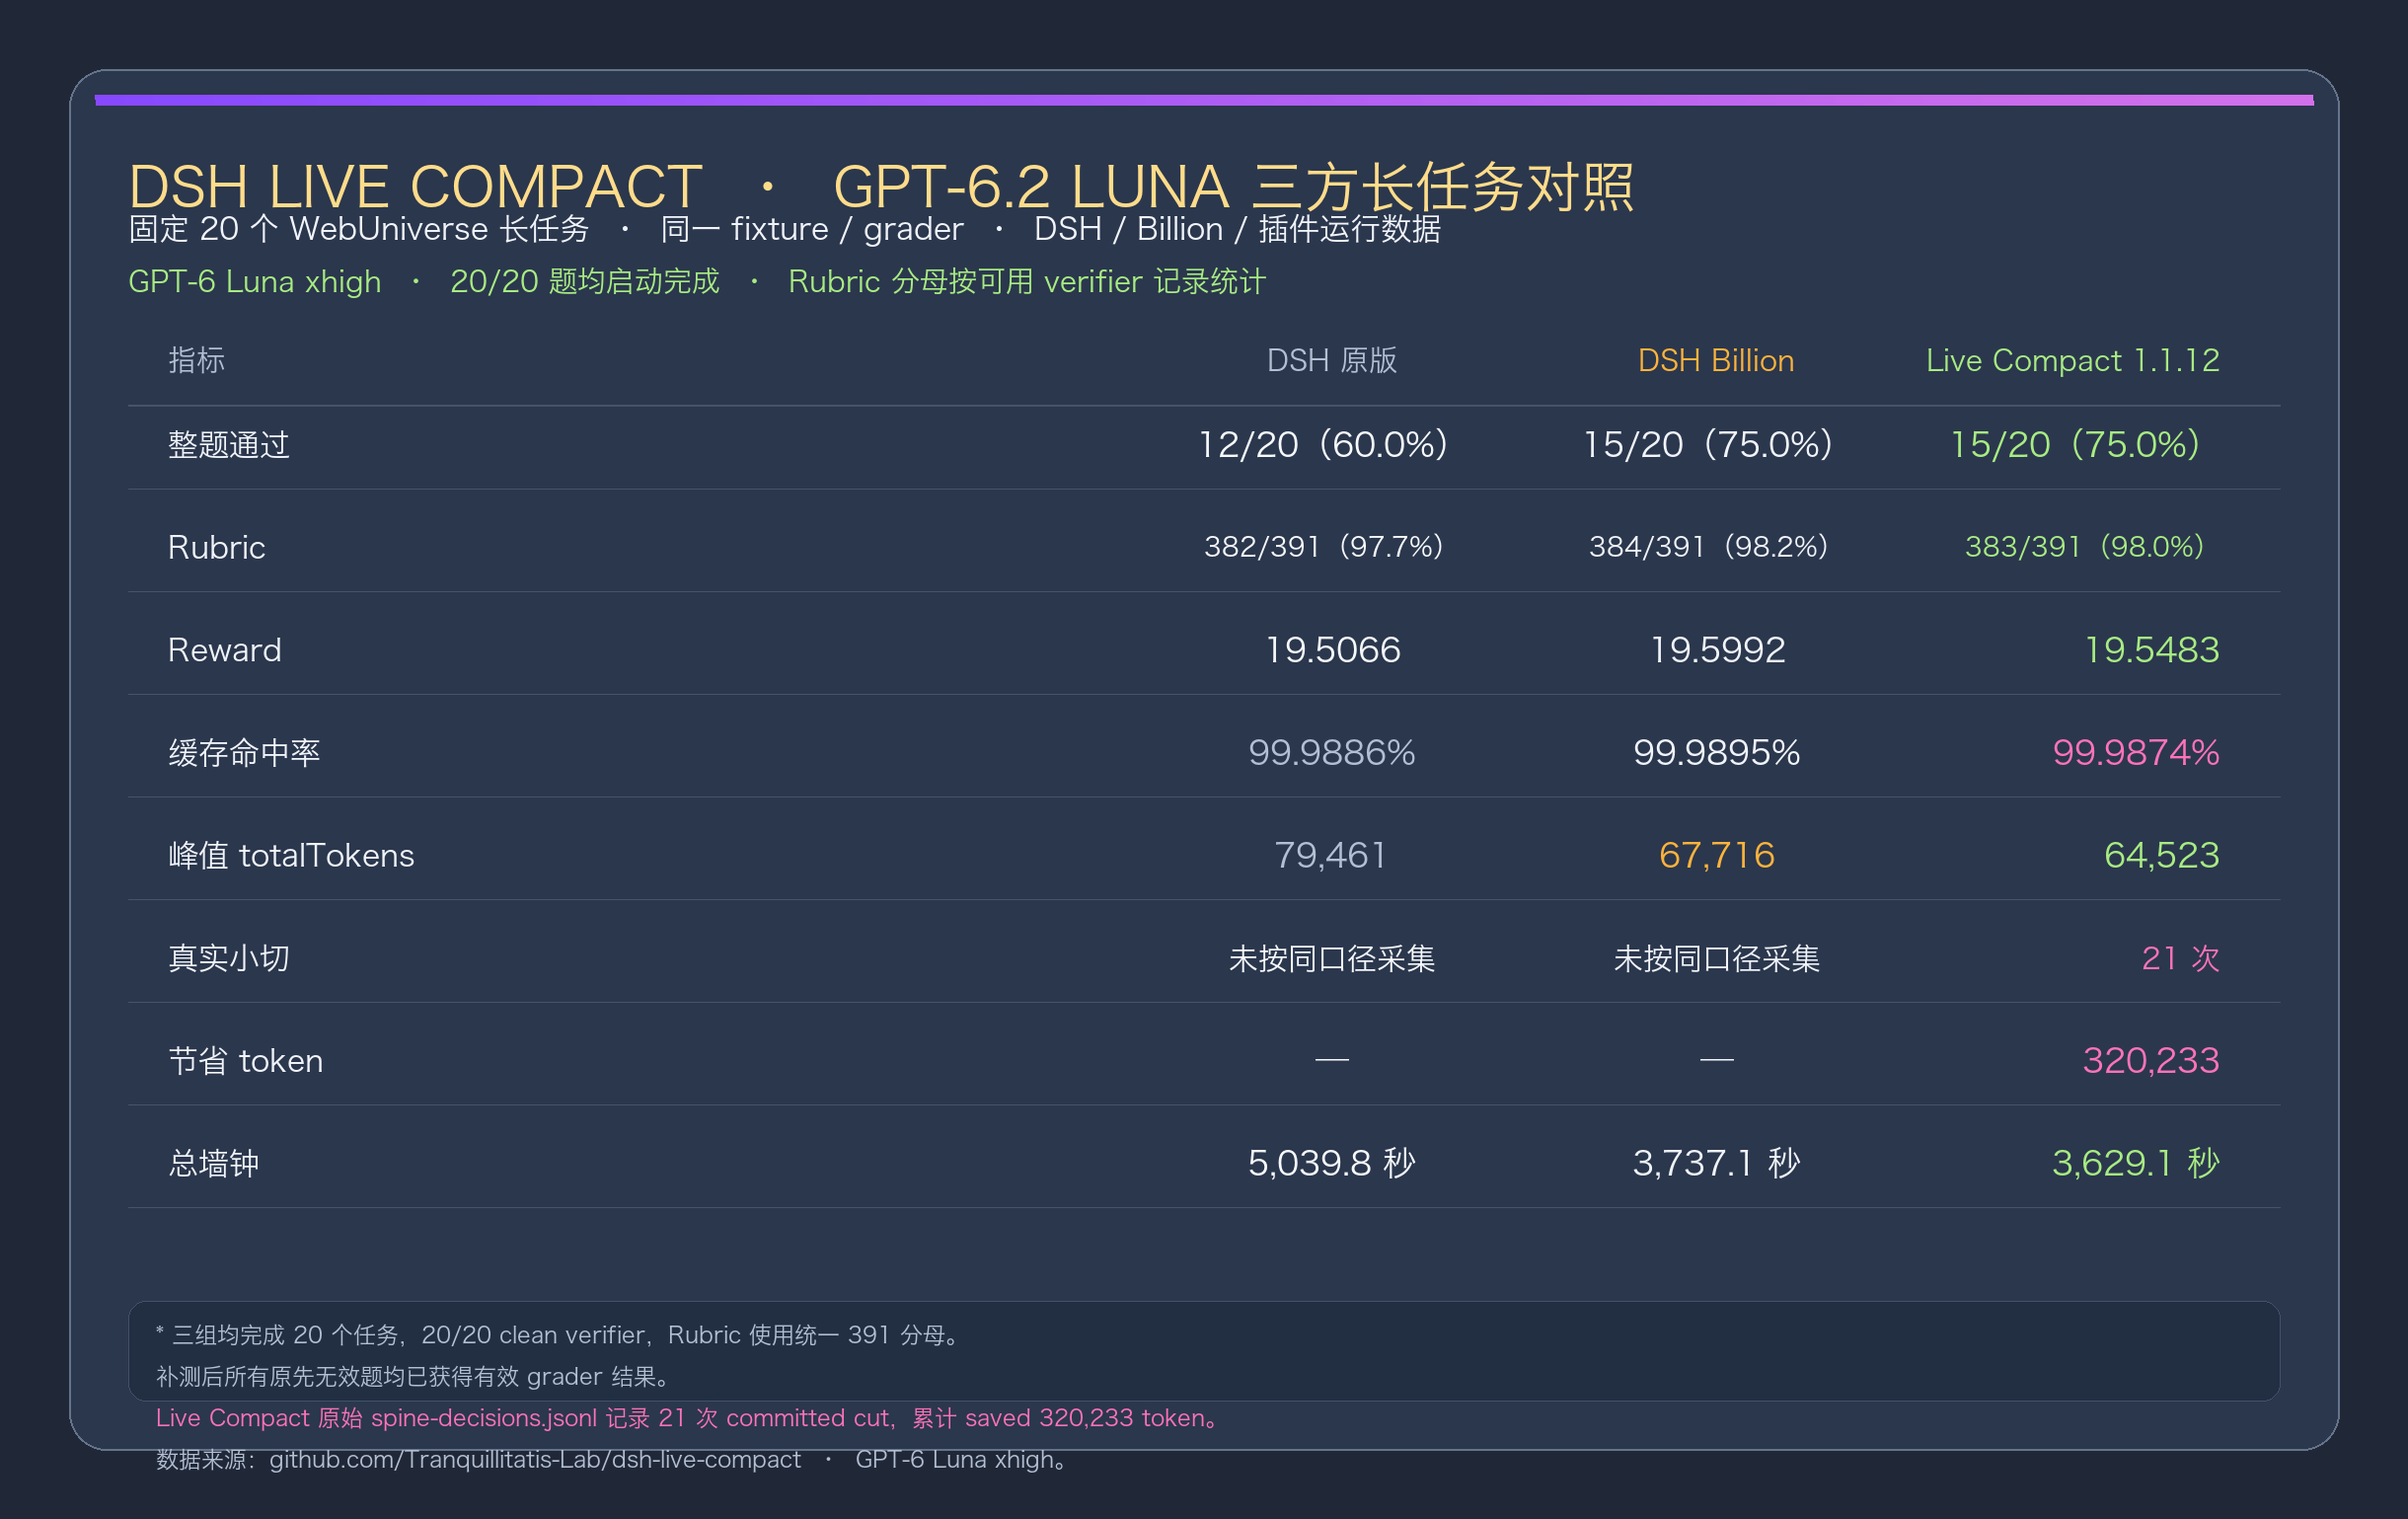 DSH LIVE COMPACT · GPT-6.2 LUNA 三方长任务对照
固定 20 个 WebUniverse 长任务 · 同一 fixture / grader · DSH / Billion / 插件运行数据
GPT-6 Luna xhigh · 20/20 题均启动完成 · Rubric 分母按可用 verifier 记录统计
指标 DSH 原版 DSH Billion Live Compact 1.1.12
整题通过 12/20（60.0%） 15/20（75.0%） 15/20（75.0%）
Rubric 382/391（97.7%） 384/391（98.2%） 383/391（98.0%）
Reward 19.5066 19.5992 19.5483
缓存命中率 99.9886% 99.9895% 99.9874%
峰值 totalTokens 79,461 67,716 64,523
真实小切 未按同口径采集 未按同口径采集 21 次
节省 token — — 320,233
总墙钟 5,039.8 秒 3,737.1 秒 3,629.1 秒
* 三组均完成 20 个任务，20/20 clean verifier，Rubric 使用统一 391 分母。
补测后所有原先无效题均已获得有效 grader 结果。
Live Compact 原始 spine-decisions.jsonl 记录 21 次 committed cut，累计 saved 320,233 token。
数据来源：github.com/Tranquillitatis-Lab/dsh-live-compact · GPT-6 Luna xhigh。